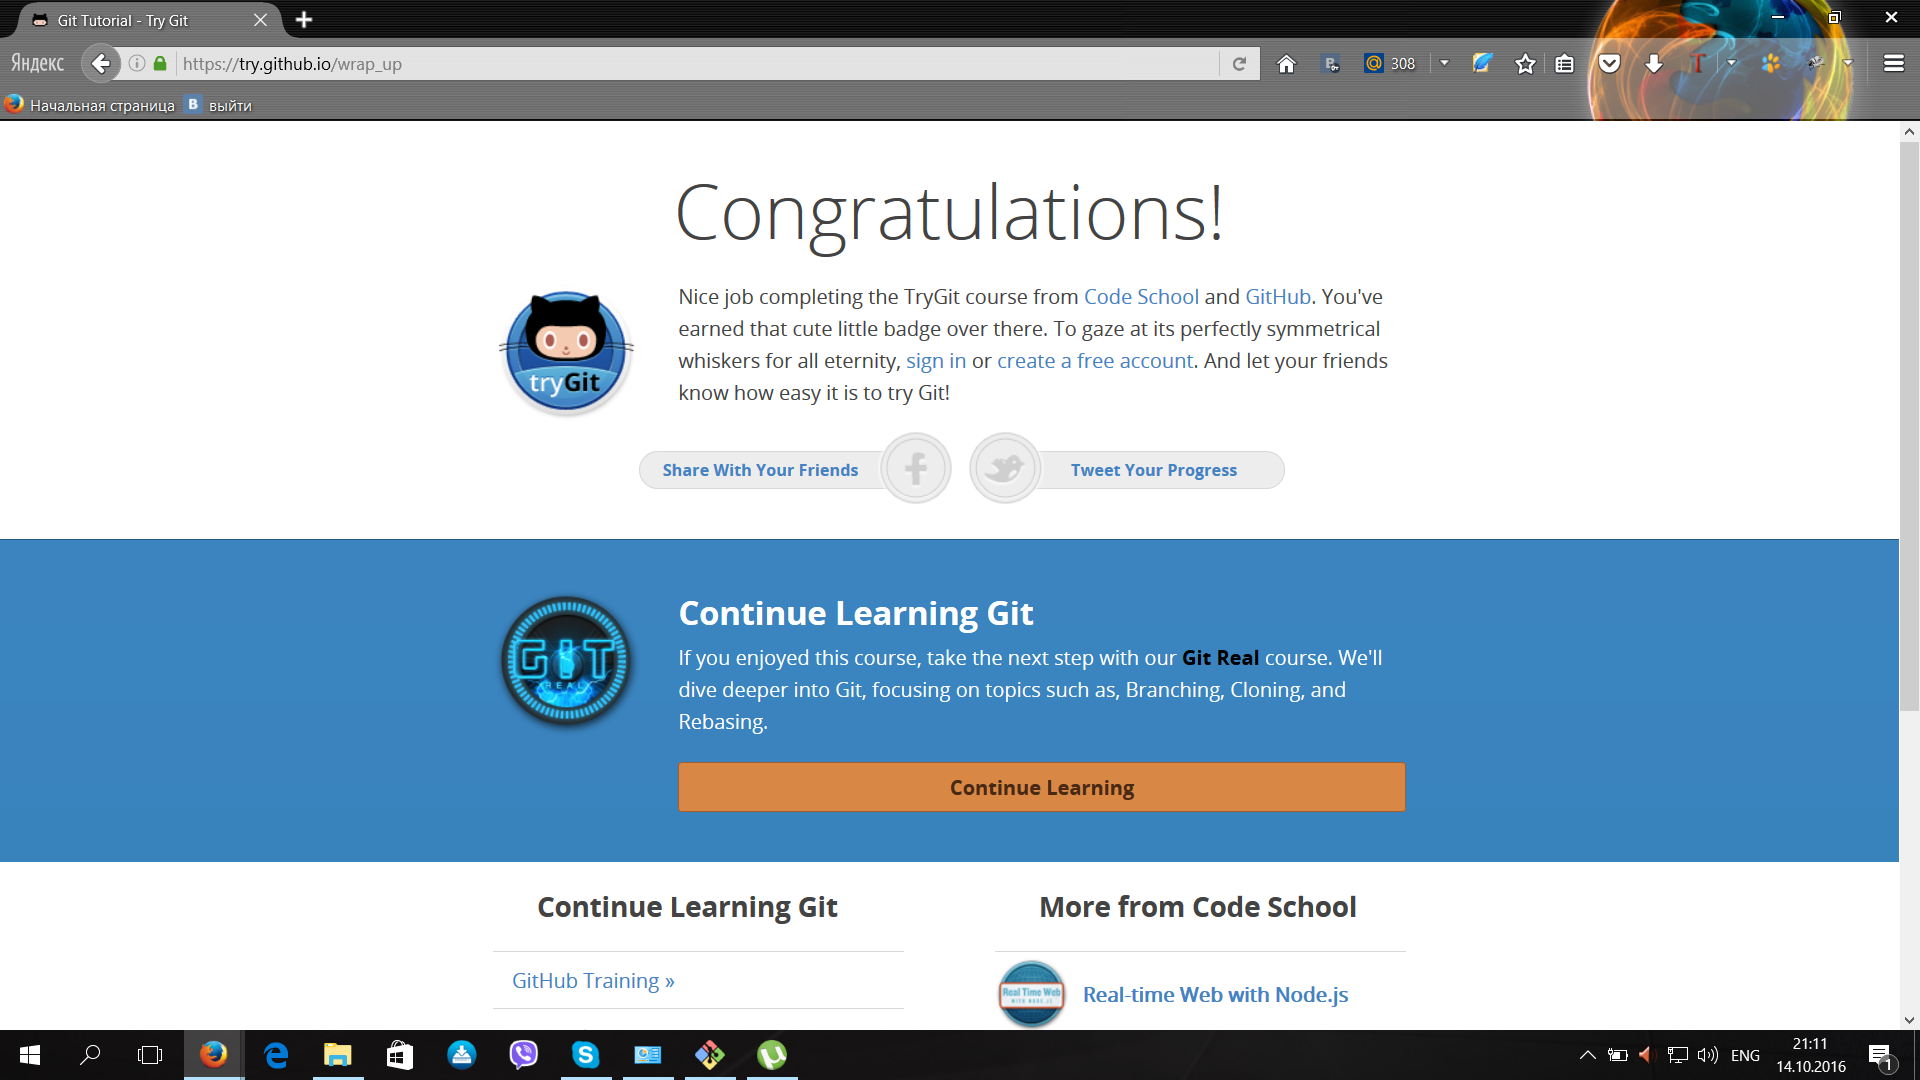 Git Tutorial - Try Git
Яндекс
https://try.github.io/wrap_up
308
Начальная страница
выйти
Congratulations!
Nice job completing the TryGit course from Code School and GitHub. You've
earned that cute little badge over there. To gaze at its perfectly symmetrical
whiskers for all eternity, sign in or create a free account. And let your friends
know how easy it is to try Git!
tryGit
Share With Your Friends
Tweet Your Progress
GIT
REAL
Continue Learning Git
If you enjoyed this course, take the next step with our Git Real course. We'll
dive deeper into Git, focusing on topics such as, Branching, Cloning, and
Rebasing.
Continue Learning
Continue Learning Git
More from Code School
GitHub Training »
Real Time Web
WITH NODE.JS
Real-time Web with Node.js
ENG
21:11
14.10.2016
1